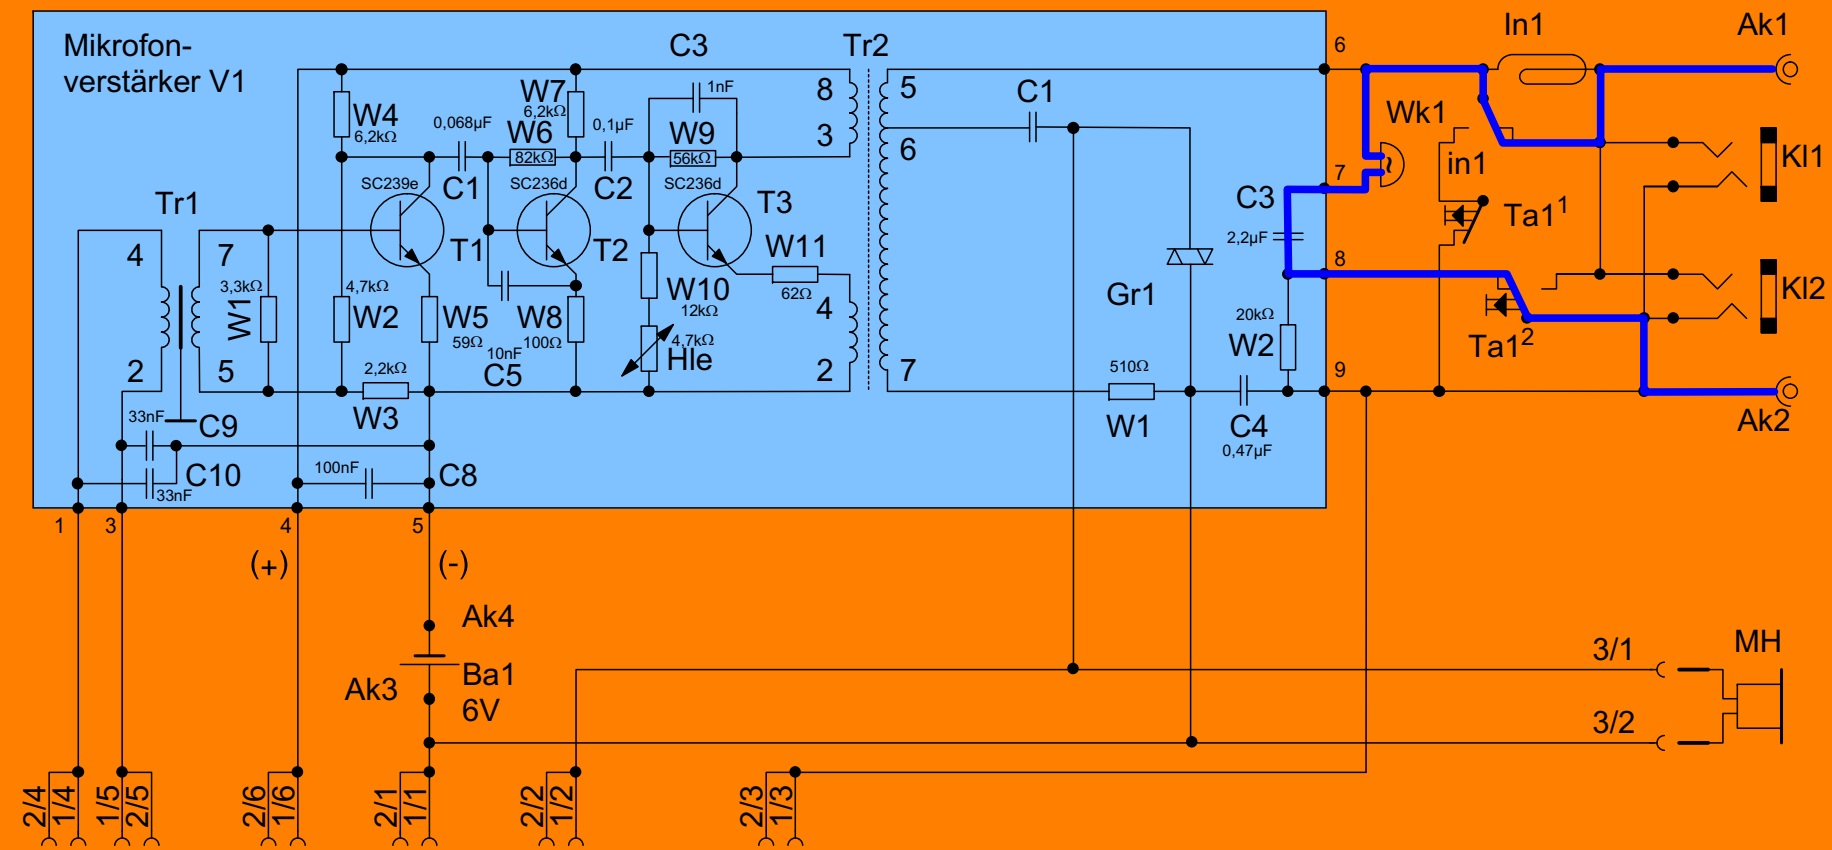 Mikrofon-
verstärker V1
C3
Tr2
6
In1
Ak1
W4
6,2kΩ
W7
6,2kΩ
1nF
8
5
C1
Wk1
0,068µF
W6
82kΩ
0,1µF
W9
56kΩ
3
6
in1
Kl1
SC239e
C1
SC236d
C2
SC236d
7
Tr1
T1
T2
T3
C3
2,2µF
Ta1¹
4
7
W11
62Ω
8
3,3kΩ
W1
4,7kΩ
W2
W5
59Ω
W8
100Ω
W10
12kΩ
4
Gr1
Kl2
20kΩ
W2
Ta1²
10nF
C5
4,7kΩ
Hle
2
5
2,2kΩ
W3
2
7
510Ω
W1
9
33nF
C9
C4
0,47µF
Ak2
C10
33nF
100nF
C8
1
3
4
5
(+)
(-)
Ak4
Ak3
Ba1
6V
3/1
MH
3/2
2/4
1/4
1/5
2/5
2/6
1/6
2/1
1/1
2/2
1/2
2/3
1/3